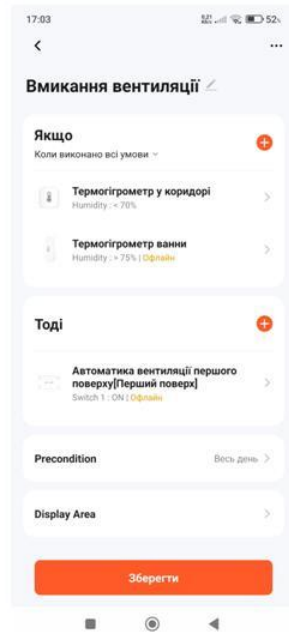 17:03
52%
Вмикання вентиляції
Якщо
Коли виконано всі умови
Термогігрометр у коридорі
Humidity : < 70%
Термогігрометр ванни
Humidity : > 75% | Офлайн
Тоді
Автоматика вентиляції першого
поверху[Перший поверх]
Switch 1 : ON | Офлайн
Precondition
Весь день
Display Area
Зберегти